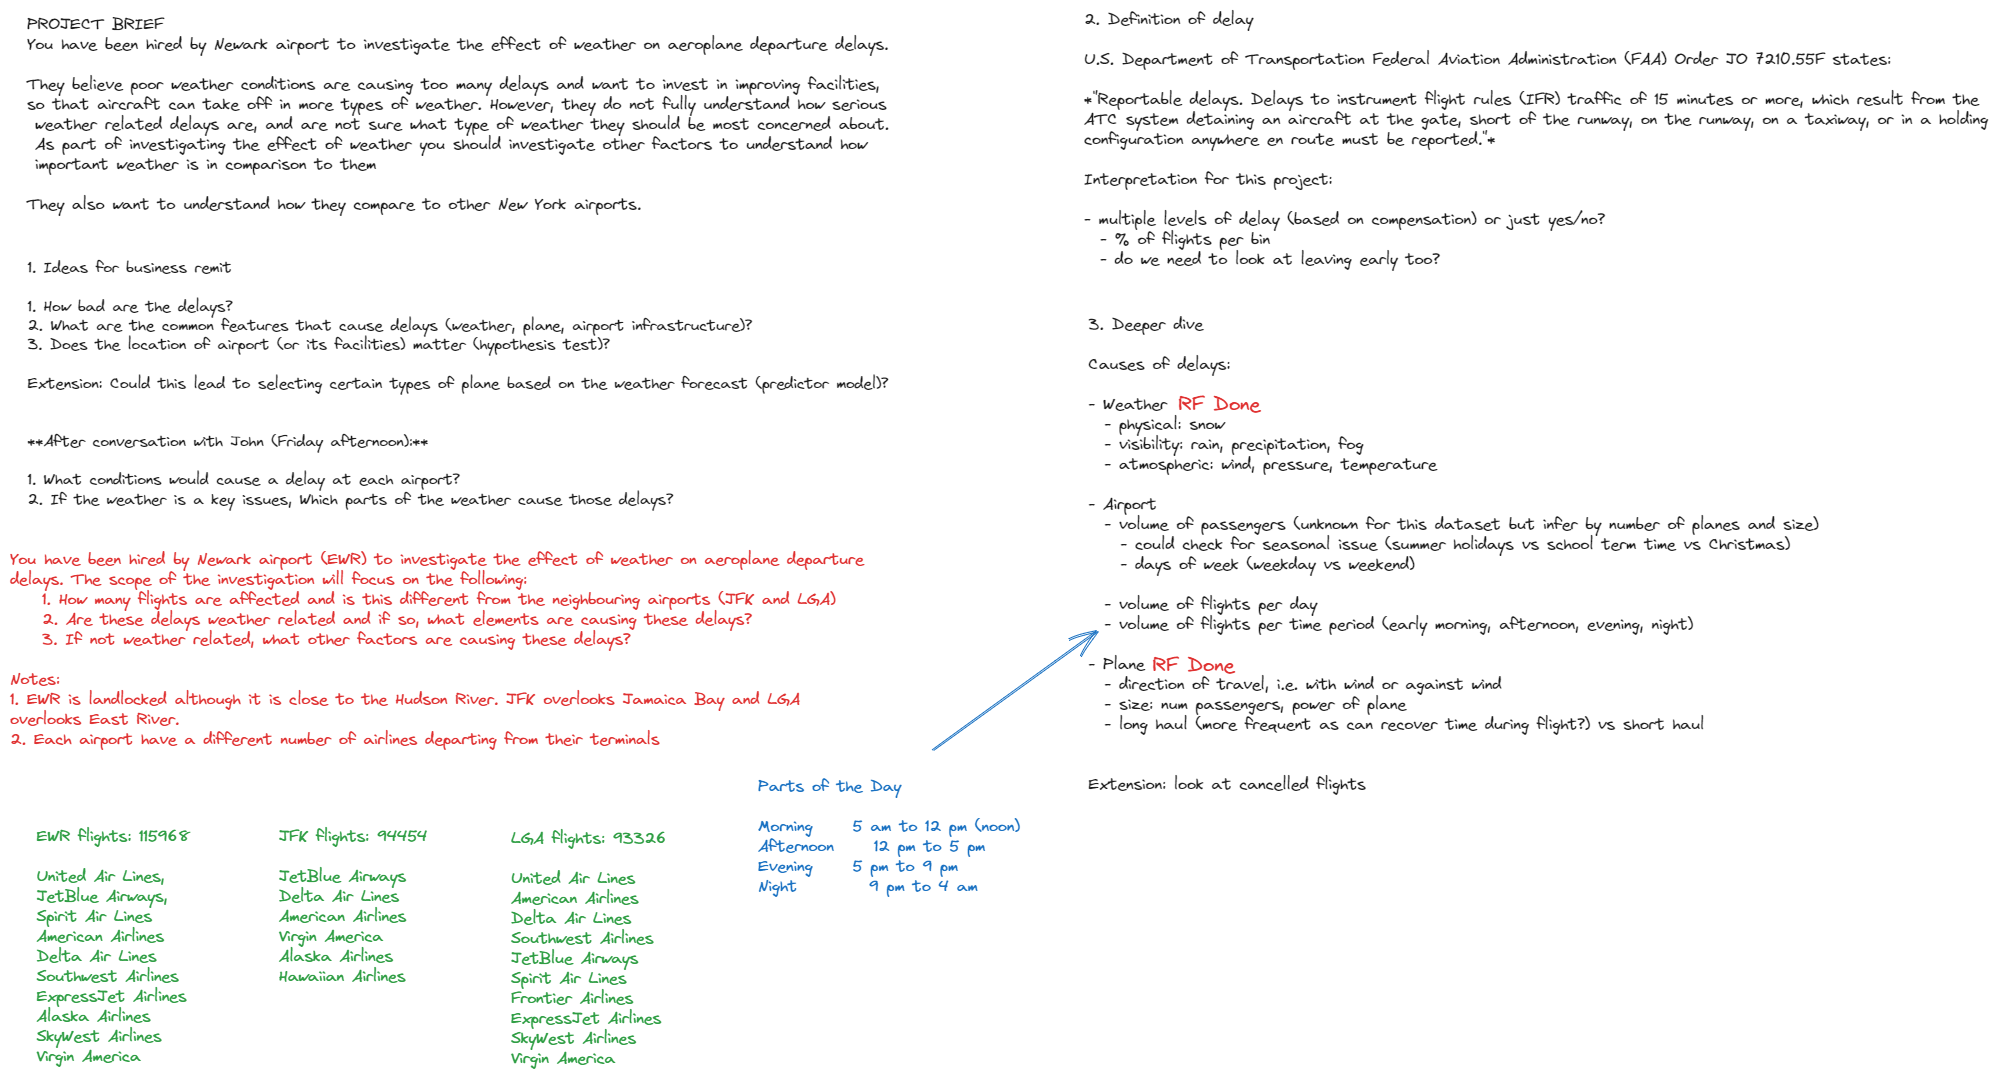 PROJECT BRIEF
You have been hired by Newark airport to investigate the effect of weather on aeroplane departure delays.
They believe poor weather conditions are causing too many delays and want to invest in improving facilities,
so that aircraft can take off in more types of weather. However, they do not fully understand how serious
weather related delays are, and are not sure what type of weather they should be most concerned about.
As part of investigating the effect of weather you should investigate other factors to understand how
important weather is in comparison to them
They also want to understand how they compare to other New York airports.
1. Ideas for business remit
1. How bad are the delays?
2. What are the common features that cause delays (weather, plane, airport infrastructure)?
3. Does the location of airport (or its facilities) matter (hypothesis test)?
Extension: Could this lead to selecting certain types of plane based on the weather forecast (predictor model)?
**After conversation with John (Friday afternoon):**
1. What conditions would cause a delay at each airport?
2. If the weather is a key issues, Which parts of the weather cause those delays?
You have been hired by Newark airport (EWR) to investigate the effect of weather on aeroplane departure
delays. The scope of the investigation will focus on the following:
1. How many flights are affected and is this different from the neighbouring airports (JFK and LGA)
2. Are these delays weather related and if so, what elements are causing these delays?
3. If not weather related, what other factors are causing these delays?
Notes:
1. EWR is landlocked although it is close to the Hudson River. JFK overlooks Jamaica Bay and LGA
overlooks East River.
2. Each airport have a different number of airlines departing from their terminals
EWR flights: 115968
United Air Lines,
JetBlue Airways,
Spirit Air Lines
American Airlines
Delta Air Lines
Southwest Airlines
ExpressJet Airlines
Alaska Airlines
SkyWest Airlines
Virgin America
JFK flights: 94454
JetBlue Airways
Delta Air Lines
American Airlines
Virgin America
Alaska Airlines
Hawaiian Airlines
LGA flights: 93326
United Air Lines
American Airlines
Delta Air Lines
Southwest Airlines
JetBlue Airways
Spirit Air Lines
Frontier Airlines
ExpressJet Airlines
SkyWest Airlines
Virgin America
Parts of the Day
Morning 5 am to 12 pm (noon)
Afternoon 12 pm to 5 pm
Evening 5 pm to 9 pm
Night 9 pm to 4 am
2. Definition of delay
U.S. Department of Transportation Federal Aviation Administration (FAA) Order JO 7210.55F states:
*"Reportable delays. Delays to instrument flight rules (IFR) traffic of 15 minutes or more, which result from the
ATC system detaining an aircraft at the gate, short of the runway, on the runway, on a taxiway, or in a holding
configuration anywhere en route must be reported."*
Interpretation for this project:
- multiple levels of delay (based on compensation) or just yes/no?
- % of flights per bin
- do we need to look at leaving early too?
3. Deeper dive
Causes of delays:
- Weather RF Done
- physical: snow
- visibility: rain, precipitation, fog
- atmospheric: wind, pressure, temperature
- Airport
- volume of passengers (unknown for this dataset but infer by number of planes and size)
- could check for seasonal issue (summer holidays vs school term time vs Christmas)
- days of week (weekday vs weekend)
- volume of flights per day
- volume of flights per time period (early morning, afternoon, evening, night)
- Plane RF Done
- direction of travel, i.e. with wind or against wind
- size: num passengers, power of plane
- long haul (more frequent as can recover time during flight?) vs short haul
Extension: look at cancelled flights